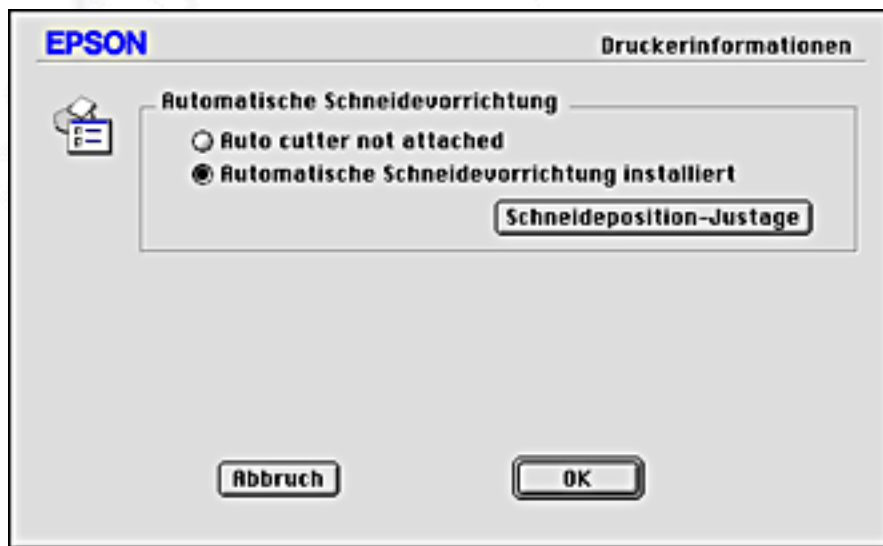 EPSON
Druckerinformationen
Automatische Schneidevorrichtung
Auto cutter not attached
Automatische Schneidevorrichtung installiert
Schneideposition-Justage
Abbruch
OK